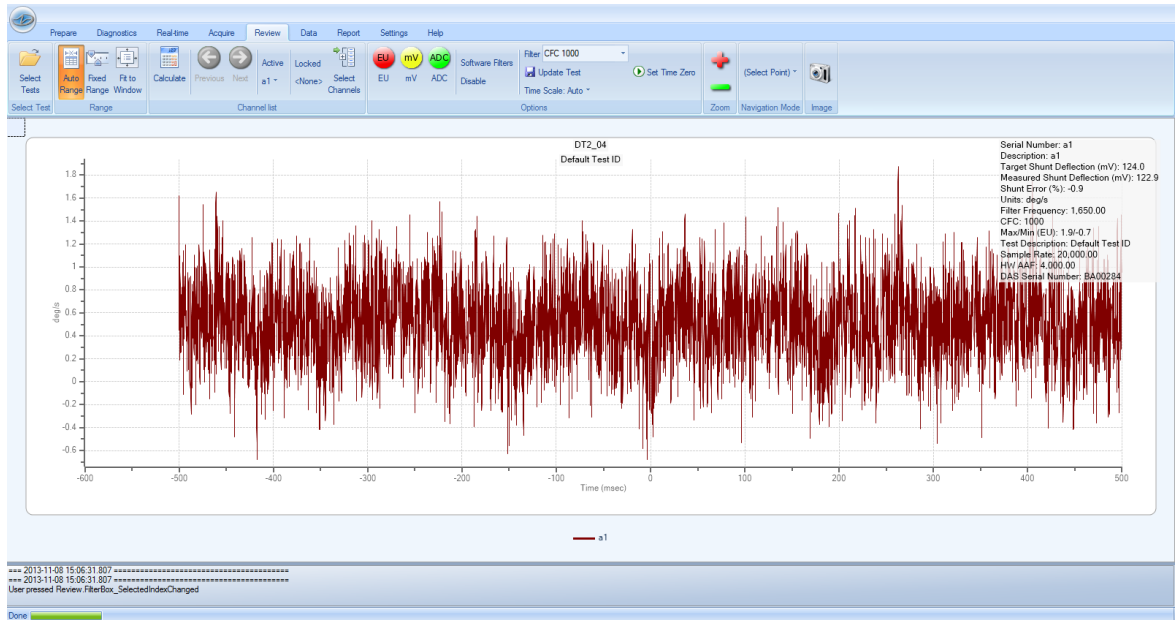 Prepare Diagnostics Real-time Acquire Review Data Report Settings Help
Select Tests
Auto Range
Fixed Range
Fit to Window
Calculate
Previous
Next
Active
a1
Locked
<None>
Select Channels
EU mV ADC
EU mV ADC
Software Filters
Disable
Filter CFC 1000
Update Test
Time Scale: Auto
Set Time Zero
(Select Point)
Select Test Range Channel list Options Zoom Navigation Mode Image
DT2_04
Default Test ID
Serial Number: a1
Description: a1
Target Shunt Deflection (mV): 124.0
Measured Shunt Deflection (mV): 122.9
Shunt Error (%): -0.9
Units: deg/s
Filter Frequency: 1,650.00
CFC: 1000
Max/Min (EU): 1.9/-0.7
Test Description: Default Test ID
Sample Rate: 20,000.00
HW AAF: 4,000.00
DAS Serial Number: BA00284
1.8
1.6
1.4
1.2
1
0.8
0.6
0.4
0.2
0
-0.2
-0.4
-0.6
deg/s
-600 -500 -400 -300 -200 -100 0 100 200 300 400 500
Time (msec)
a1
=== 2013-11-08 15:06:31.807 ========================================
=== 2013-11-08 15:06:31.807 ========================================
User pressed Review.FilterBox_SelectedIndexChanged
Done